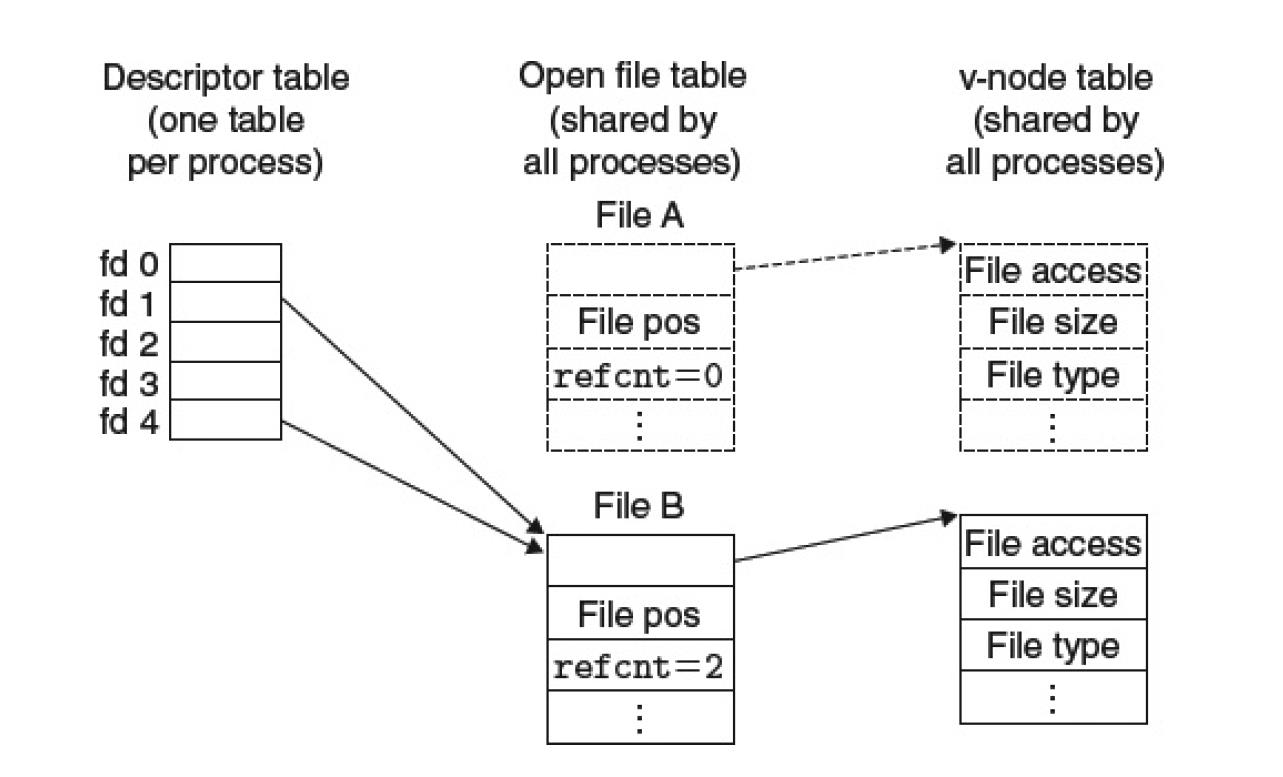 Descriptor table
(one table
per process)
Open file table
(shared by
all processes)
v-node table
(shared by
all processes)
fd 0
fd 1
fd 2
fd 3
fd 4
File A
File pos
refcnt=0
⋮
File access
File size
File type
⋮
File B
File pos
refcnt=2
⋮
File access
File size
File type
⋮